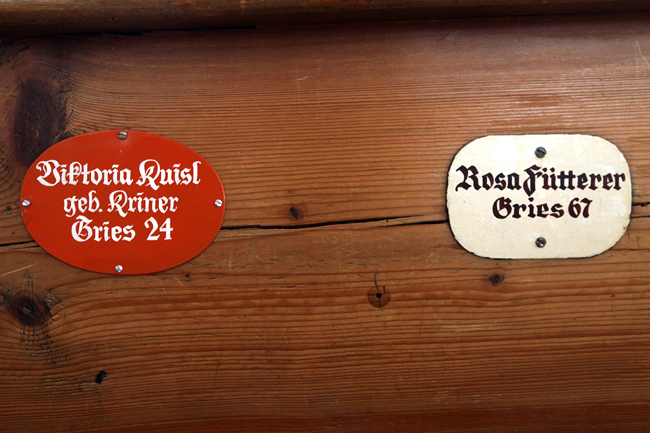 Viktoria Kuisl
geb. Kriner
Gries 24
Rosa Fütterer
Gries 67